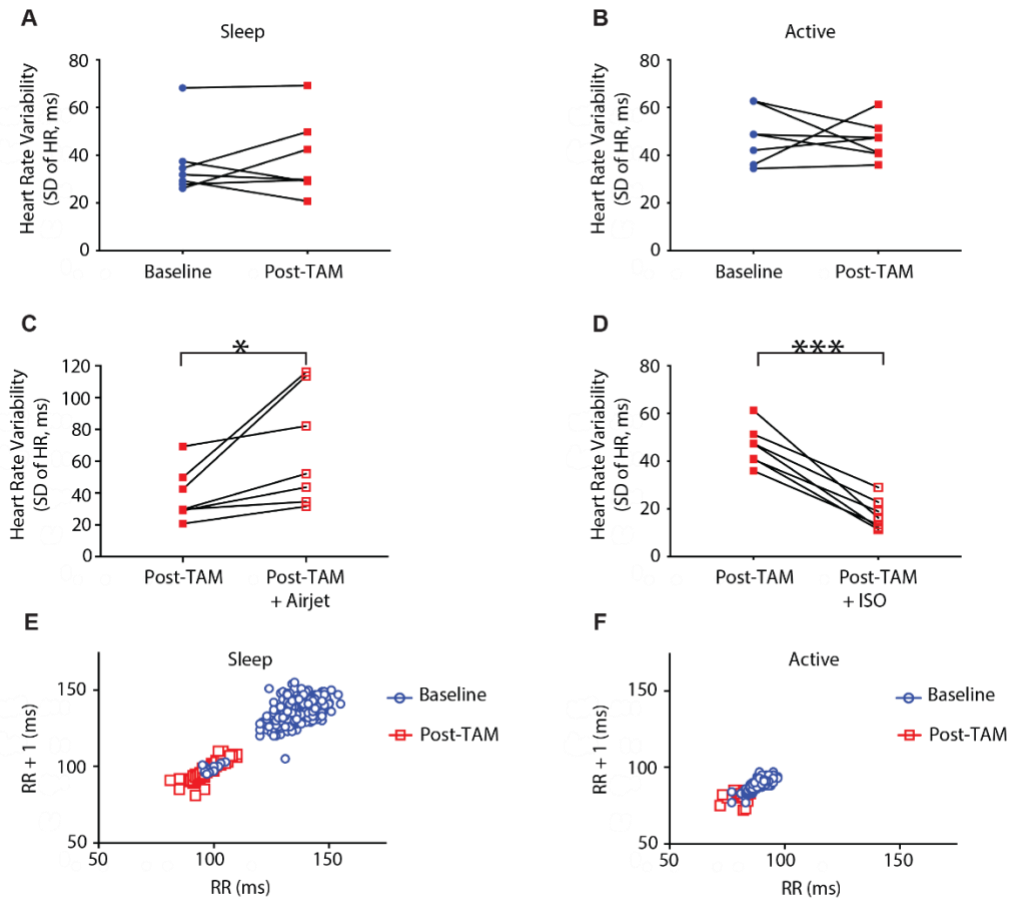 A
Sleep
Heart Rate Variability
(SD of HR, ms)
80
60
40
20
0
Baseline
Post-TAM
B
Active
Heart Rate Variability
(SD of HR, ms)
80
60
40
20
0
Baseline
Post-TAM
C
*
Heart Rate Variability
(SD of HR, ms)
120
100
80
60
40
20
0
Post-TAM
Post-TAM
+ Airjet
D
***
Heart Rate Variability
(SD of HR, ms)
80
60
40
20
0
Post-TAM
Post-TAM
+ ISO
E
Sleep
RR + 1 (ms)
150
100
50
50
100
150
RR (ms)
Baseline
Post-TAM
F
Active
RR + 1 (ms)
150
100
50
50
100
150
RR (ms)
Baseline
Post-TAM